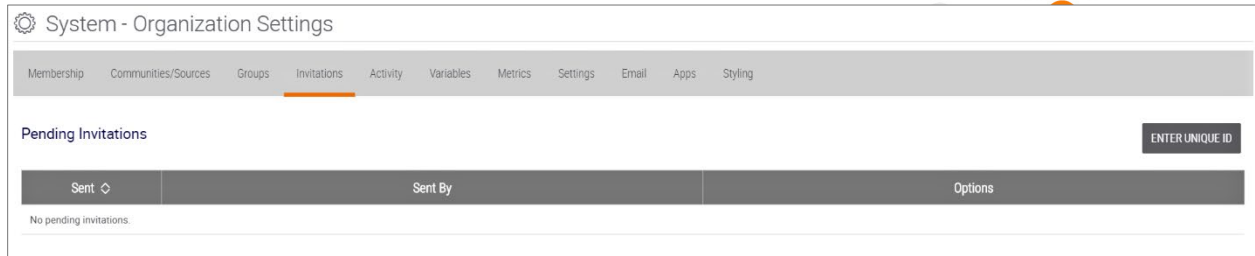 System - Organization Settings
Membership Communities/Sources Groups Invitations Activity Variables Metrics Settings Email Apps Styling
Pending Invitations ENTER UNIQUE ID
Sent Sent By Options
No pending invitations.